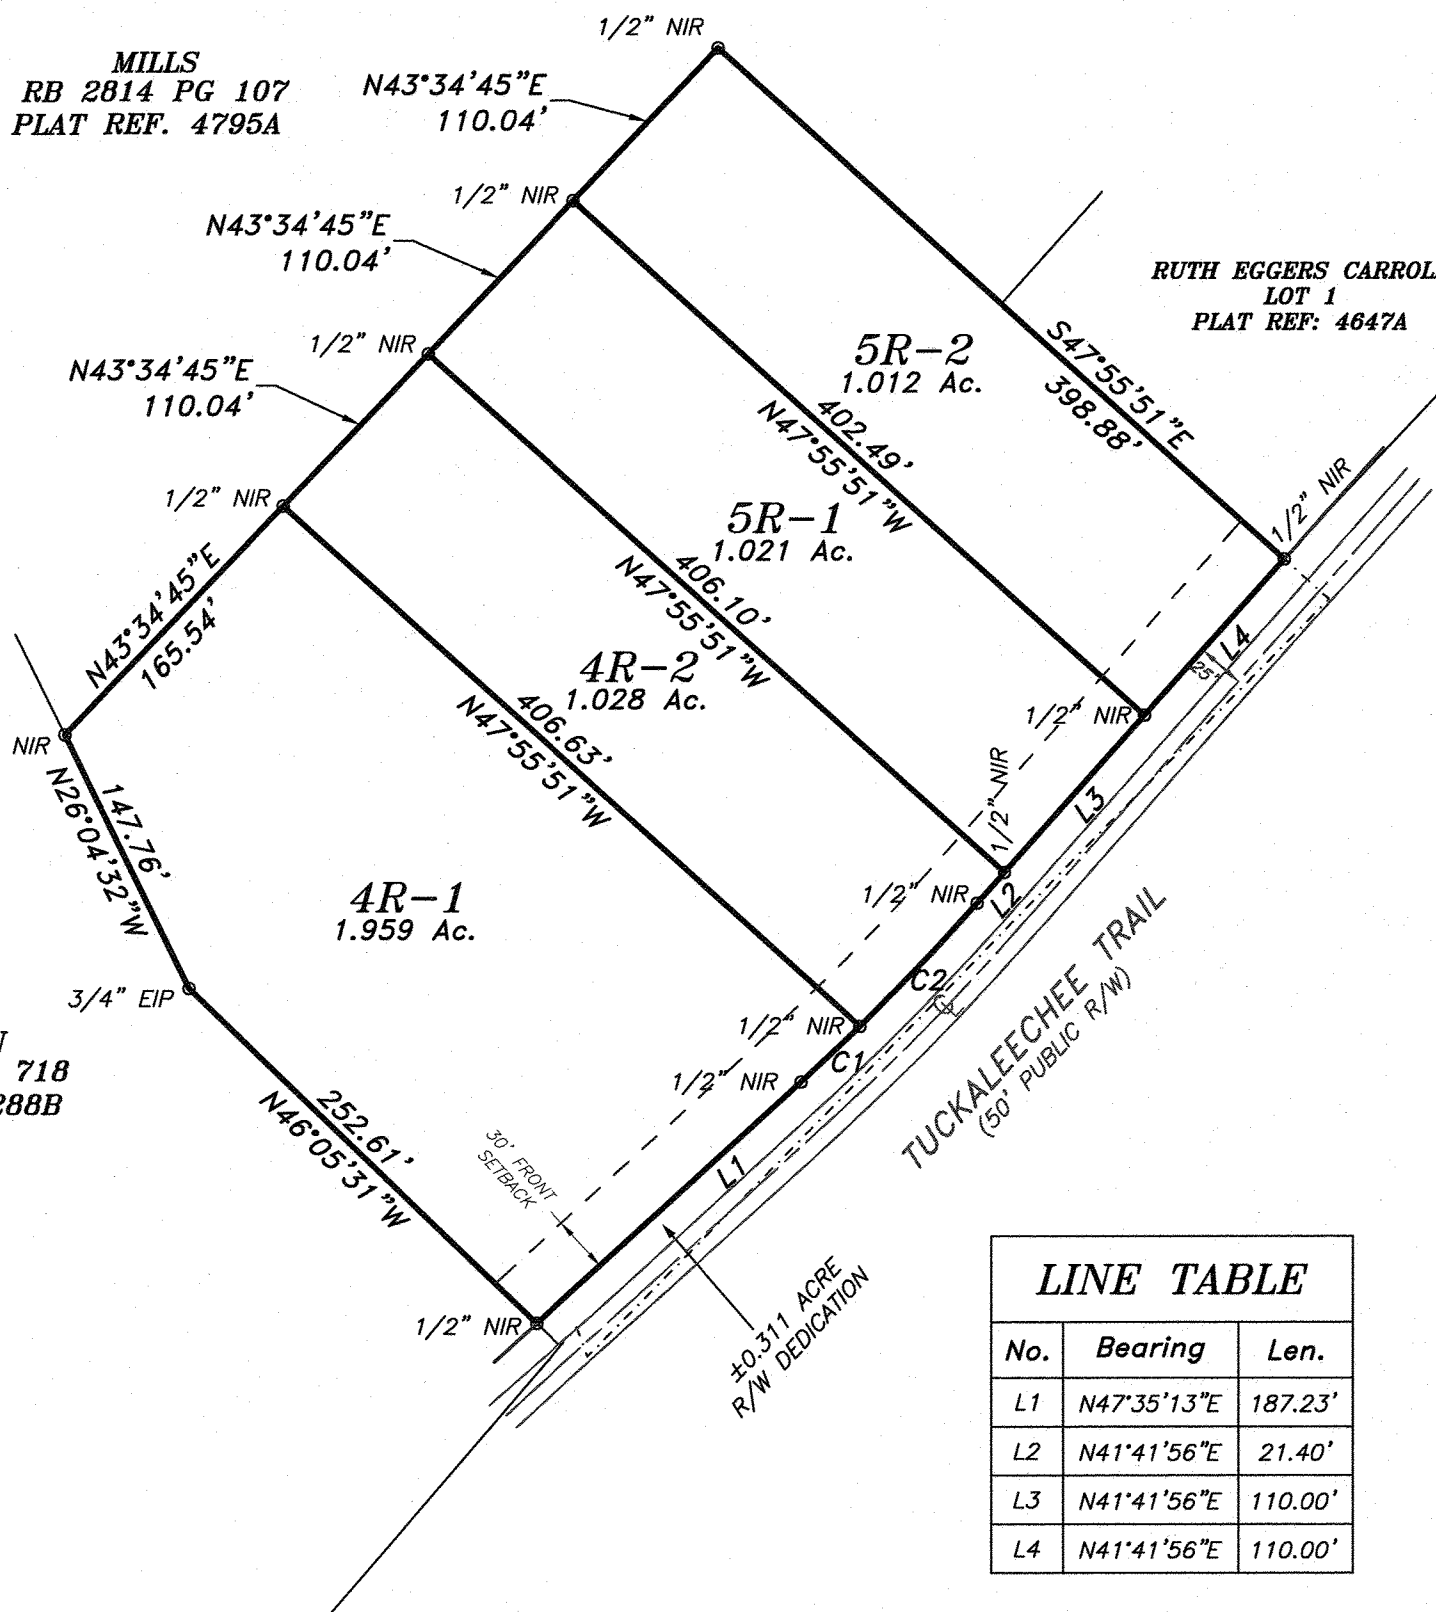 1/2" NIR
MILLS
RB 2814 PG 107
PLAT REF. 4795A
N43°34'45"E
110.04'
1/2" NIR
N43°34'45"E
110.04'
RUTH EGGERS CARROL
LOT 1
PLAT REF: 4647A
1/2" NIR
N43°34'45"E
110.04'
5R-2
1.012 Ac.
S47°55'51"E
398.88'
402.49'
N47°55'51"W
1/2" NIR
1/2" NIR
5R-1
1.021 Ac.
406.10'
N47°55'51"W
N43°34'45"E
165.54'
L4
25'
4R-2
1.028 Ac.
406.63'
N47°55'51"W
1/2" NIR
NIR
147.76'
N26°04'32"W
1/2" NIR
L3
4R-1
1.959 Ac.
1/2" NIR
L2
3/4" EIP
C2
1/2" NIR
C1
1/2" NIR
TUCKALEECHEE TRAIL
(50' PUBLIC R/W)
718
288B
252.61'
N46°05'31"W
30' FRONT
SETBACK
L1
1/2" NIR
±0.311 ACRE
R/W DEDICATION
LINE TABLE
No. Bearing Len.
L1 N47°35'13"E 187.23'
L2 N41°41'56"E 21.40'
L3 N41°41'56"E 110.00'
L4 N41°41'56"E 110.00'